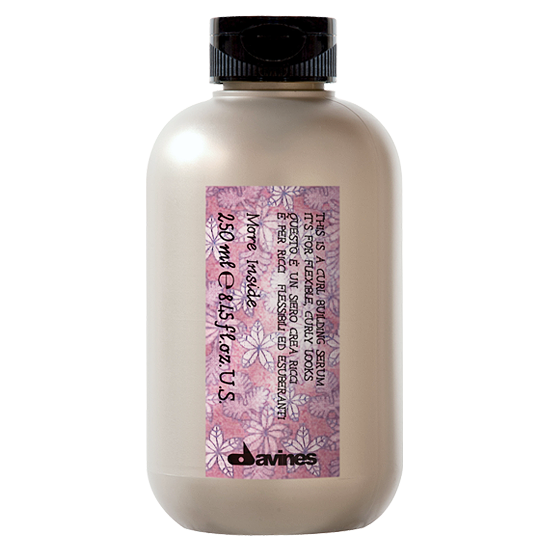 THIS IS A CURL BUILDING SERUM
IT'S FOR FLEXIBLE, CURLY LOOKS
QUESTO È UN SIERO CREA RICCI
E PER RICCI FLESSIBILI ED ESUBERANTI
More Inside
250 ml ℮ 8.45 fl.oz. U.S.
davines